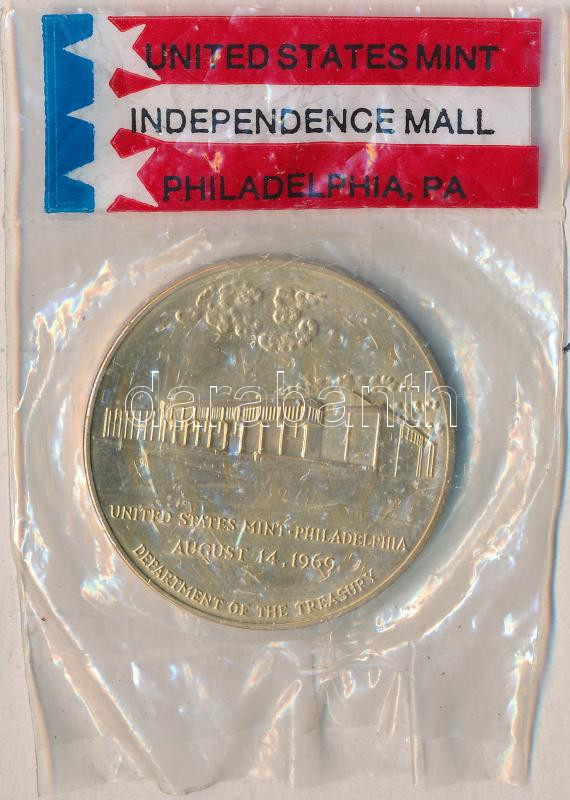 UNITED STATES MINT
INDEPENDENCE MALL
PHILADELPHIA, PA
darabanth
UNITED STATES MINT·PHILADELPHIA
AUGUST 14, 1969
DEPARTMENT OF THE TREASURY